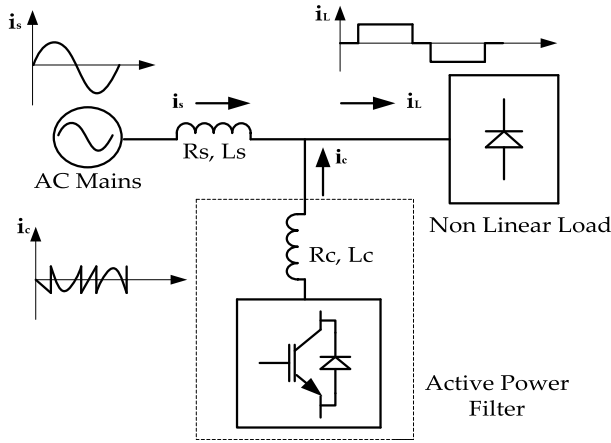 is
iL
is
iL
Rs, Ls
AC Mains
ic
Non Linear Load
ic
Rc, Lc
Active Power
Filter